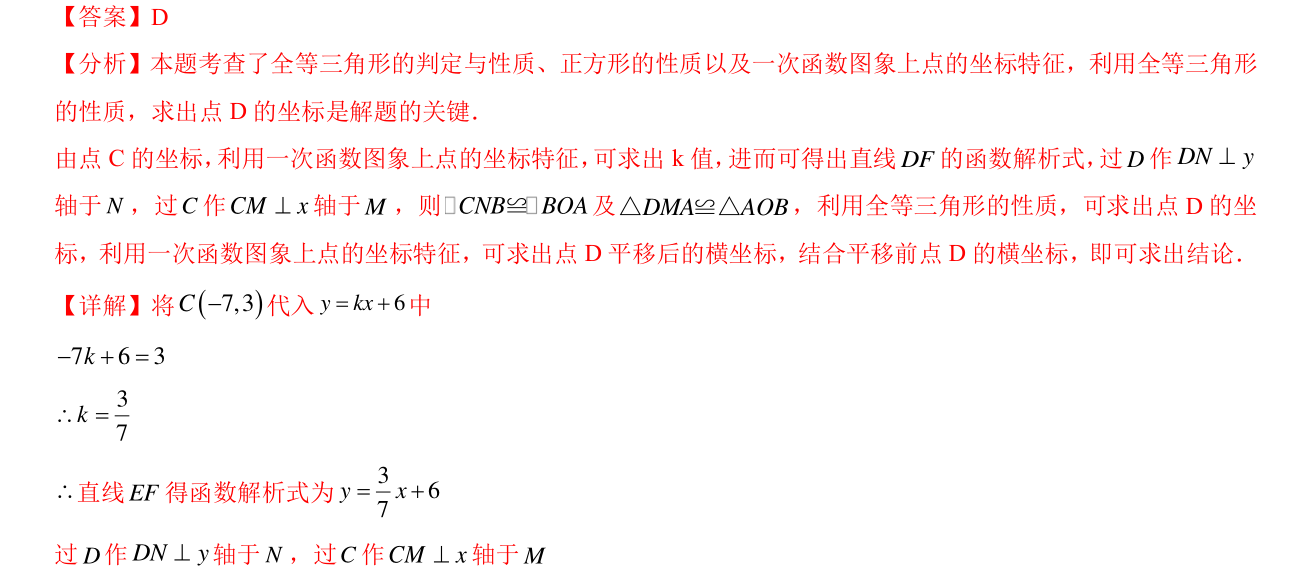 【答案】D
【分析】本题考查了全等三角形的判定与性质、正方形的性质以及一次函数图象上点的坐标特征，利用全等三角形
的性质，求出点 D 的坐标是解题的关键．
由点 C 的坐标，利用一次函数图象上点的坐标特征，可求出 k 值，进而可得出直线 DF 的函数解析式，过 D 作 DN ⊥ y
轴于 N ，过 C 作 CM ⊥ x 轴于 M ，则 □CNB≌□BOA 及 △DMA≌△AOB ，利用全等三角形的性质，可求出点 D 的坐
标，利用一次函数图象上点的坐标特征，可求出点 D 平移后的横坐标，结合平移前点 D 的横坐标，即可求出结论．
【详解】将 C(−7,3) 代入 y = kx + 6 中
−7k + 6 = 3
∴ k = 3/7
∴ 直线 EF 得函数解析式为 y = 3/7 x + 6
过 D 作 DN ⊥ y 轴于 N ，过 C 作 CM ⊥ x 轴于 M